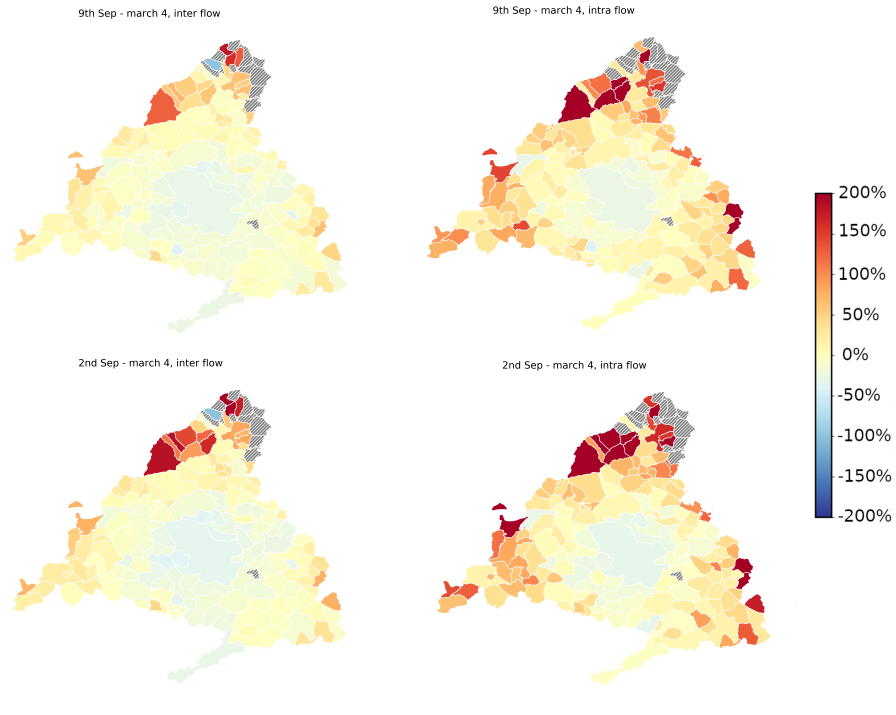 9th Sep - march 4, inter flow
9th Sep - march 4, intra flow
200%
150%
100%
50%
0%
-50%
-100%
-150%
-200%
2nd Sep - march 4, inter flow
2nd Sep - march 4, intra flow